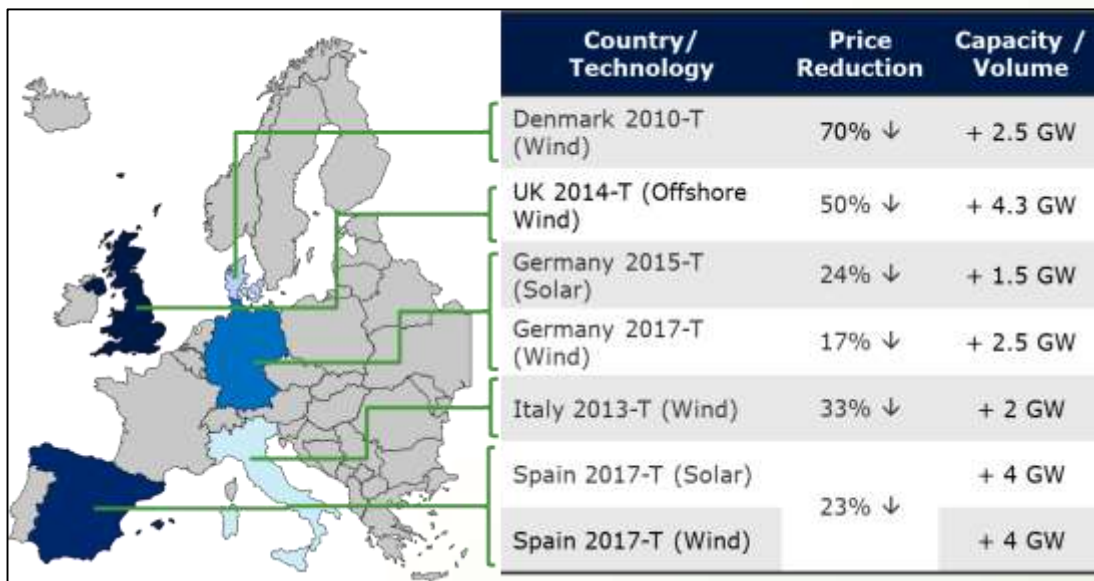 Country/ Price Capacity /
Technology Reduction Volume
Denmark 2010-T
(Wind) 70% ↓ + 2.5 GW
UK 2014-T (Offshore
Wind) 50% ↓ + 4.3 GW
Germany 2015-T
(Solar) 24% ↓ + 1.5 GW
Germany 2017-T
(Wind) 17% ↓ + 2.5 GW
Italy 2013-T (Wind) 33% ↓ + 2 GW
Spain 2017-T (Solar) + 4 GW
23% ↓
Spain 2017-T (Wind) + 4 GW